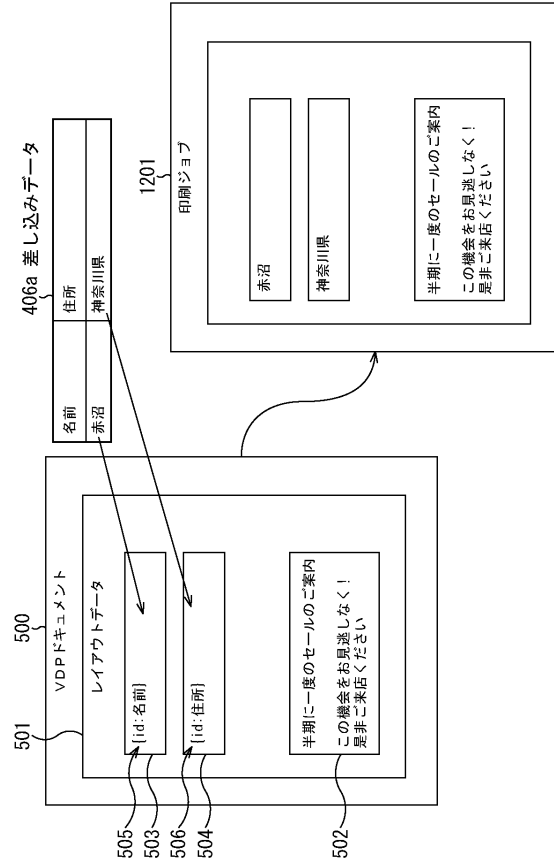 406a 差し込みデータ
名前 住所
赤沼 神奈川県
500
VDPドキュメント
501
レイアウトデータ
505
[id:名前]
503
506
[id:住所]
504
502
半期に一度のセールのご案内
この機会をお見逃しなく!
是非ご来店ください
1201
印刷ジョブ
赤沼
神奈川県
半期に一度のセールのご案内
この機会をお見逃しなく!
是非ご来店ください